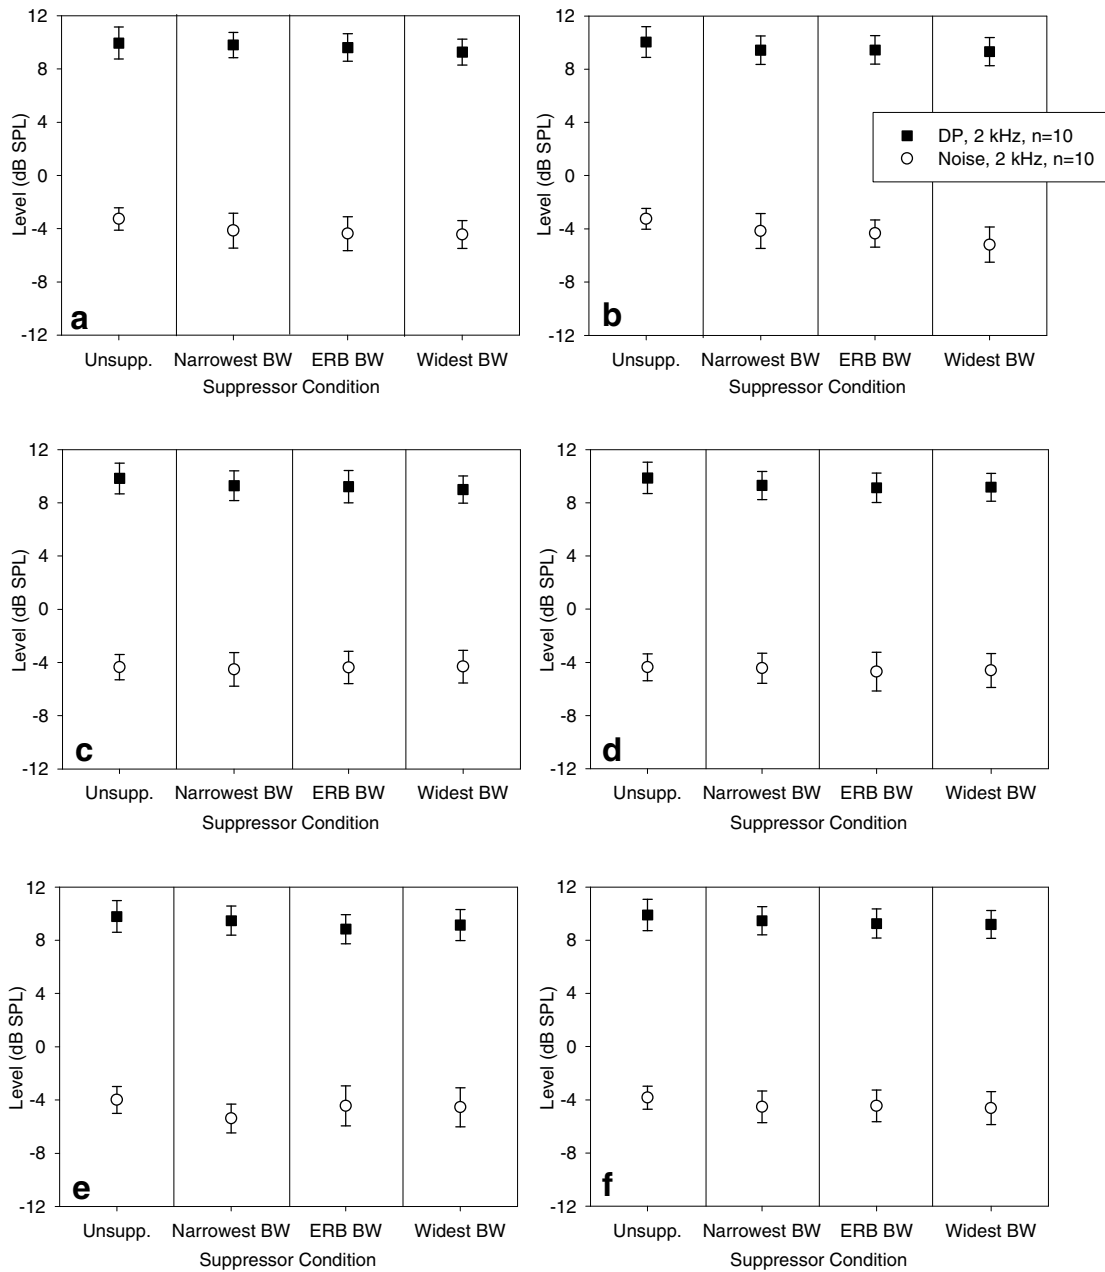 12
8
4
0
-4
-8
-12
Level (dB SPL)
a
Unsupp. Narrowest BW ERB BW Widest BW
Suppressor Condition
12
8
4
0
-4
-8
-12
Level (dB SPL)
DP, 2 kHz, n=10
Noise, 2 kHz, n=10
b
Unsupp. Narrowest BW ERB BW Widest BW
Suppressor Condition
12
8
4
0
-4
-8
-12
Level (dB SPL)
c
Unsupp. Narrowest BW ERB BW Widest BW
Suppressor Condition
12
8
4
0
-4
-8
-12
Level (dB SPL)
d
Unsupp. Narrowest BW ERB BW Widest BW
Suppressor Condition
12
8
4
0
-4
-8
-12
Level (dB SPL)
e
Unsupp. Narrowest BW ERB BW Widest BW
Suppressor Condition
12
8
4
0
-4
-8
-12
Level (dB SPL)
f
Unsupp. Narrowest BW ERB BW Widest BW
Suppressor Condition